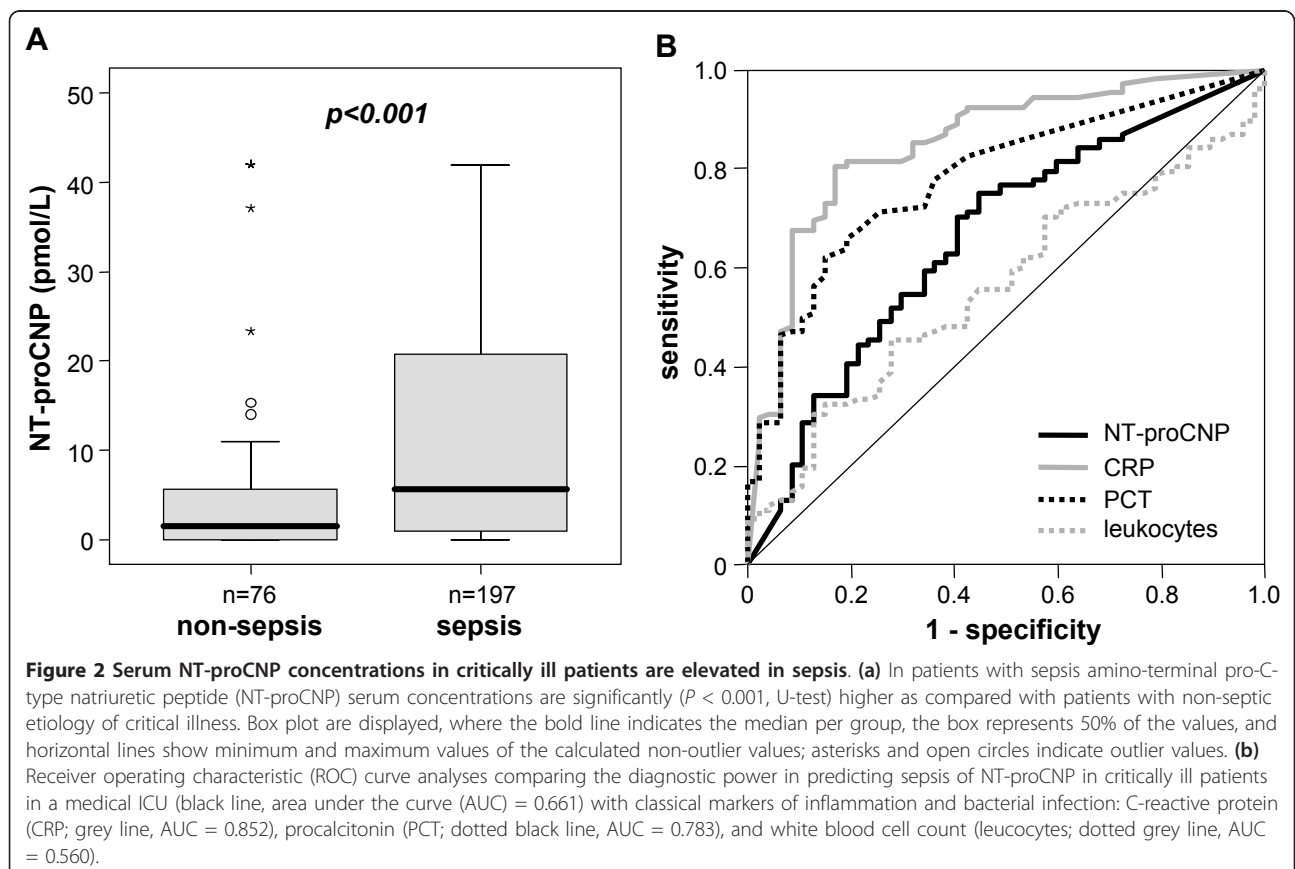 A
NT-proCNP (pmol/L)
50
40
30
20
10
0
p<0.001
n=76
n=197
non-sepsis
sepsis
B
sensitivity
1.0
0.8
0.6
0.4
0.2
0
NT-proCNP
CRP
PCT
leukocytes
0
0.2
0.4
0.6
0.8
1.0
1 - specificity
Figure 2 Serum NT-proCNP concentrations in critically ill patients are elevated in sepsis. (a) In patients with sepsis amino-terminal pro-C-
type natriuretic peptide (NT-proCNP) serum concentrations are significantly (P < 0.001, U-test) higher as compared with patients with non-septic
etiology of critical illness. Box plot are displayed, where the bold line indicates the median per group, the box represents 50% of the values, and
horizontal lines show minimum and maximum values of the calculated non-outlier values; asterisks and open circles indicate outlier values. (b)
Receiver operating characteristic (ROC) curve analyses comparing the diagnostic power in predicting sepsis of NT-proCNP in critically ill patients
in a medical ICU (black line, area under the curve (AUC) = 0.661) with classical markers of inflammation and bacterial infection: C-reactive protein
(CRP; grey line, AUC = 0.852), procalcitonin (PCT; dotted black line, AUC = 0.783), and white blood cell count (leucocytes; dotted grey line, AUC
= 0.560).